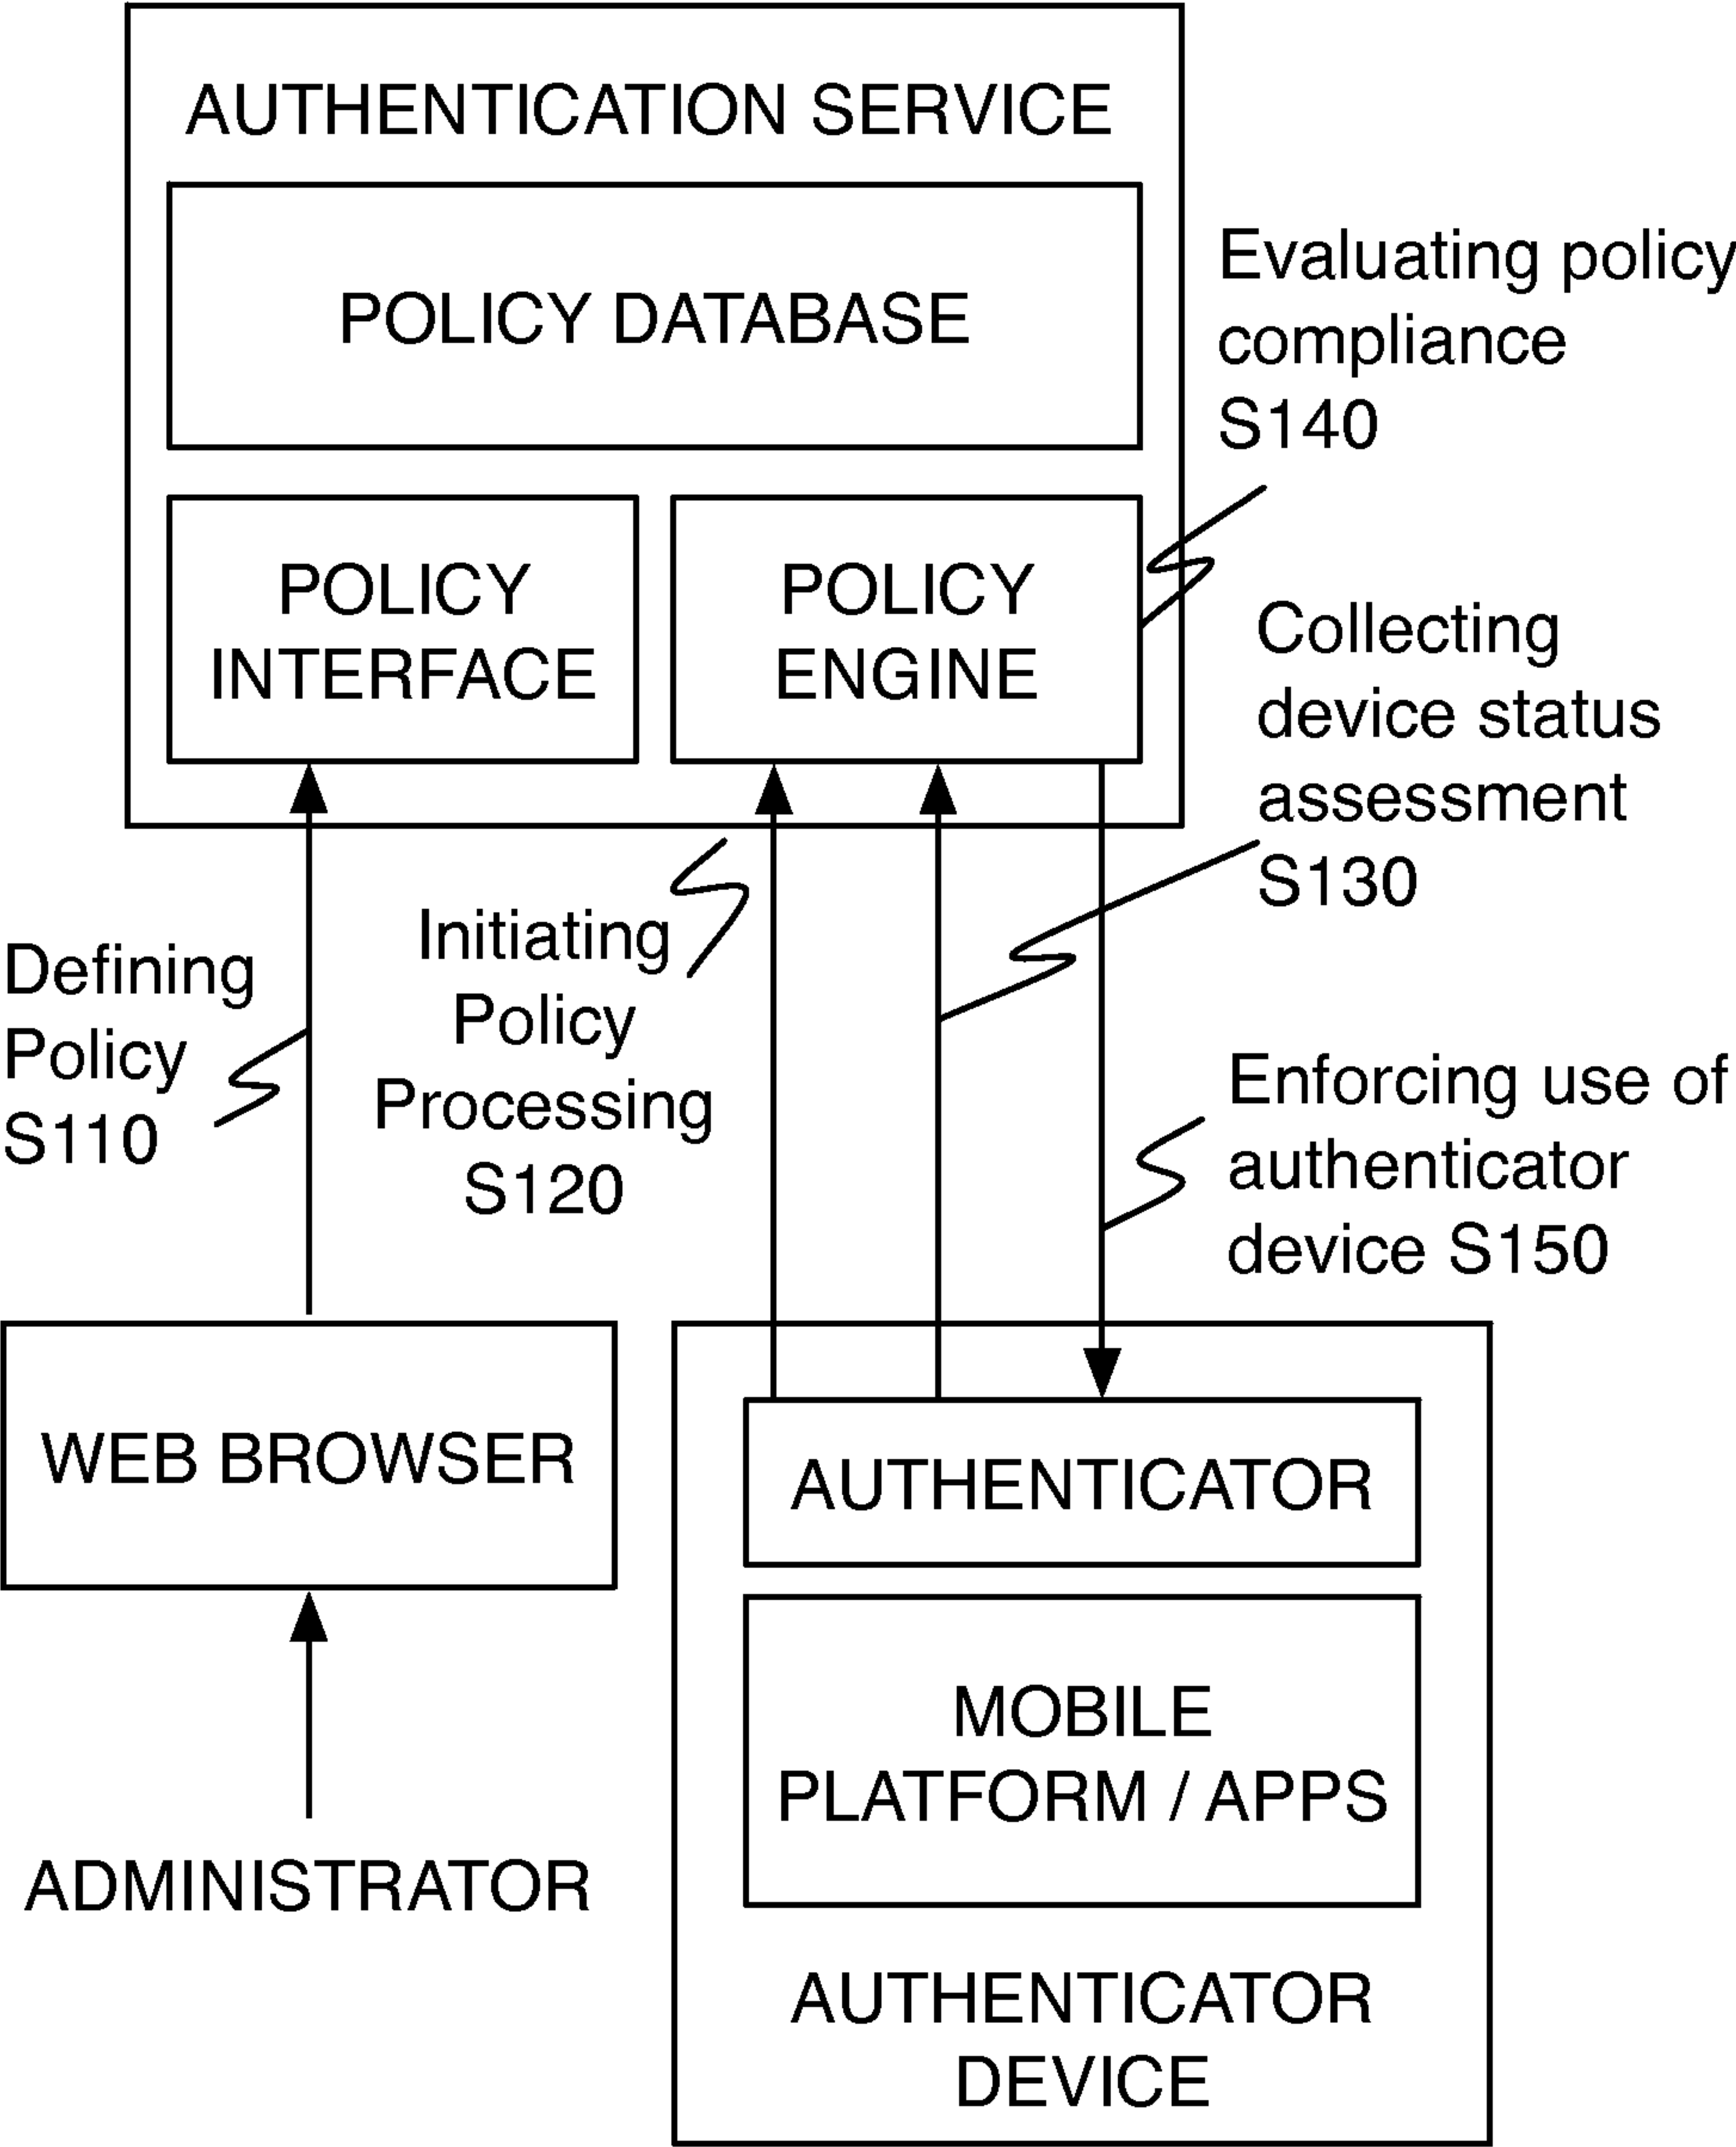 AUTHENTICATION SERVICE
POLICY DATABASE
POLICY
INTERFACE
POLICY
ENGINE
Evaluating policy
compliance
S140
Collecting
device status
assessment
S130
Defining
Policy
S110
Initiating
Policy
Processing
S120
Enforcing use of
authenticator
device S150
WEB BROWSER
AUTHENTICATOR
MOBILE
PLATFORM / APPS
ADMINISTRATOR
AUTHENTICATOR
DEVICE